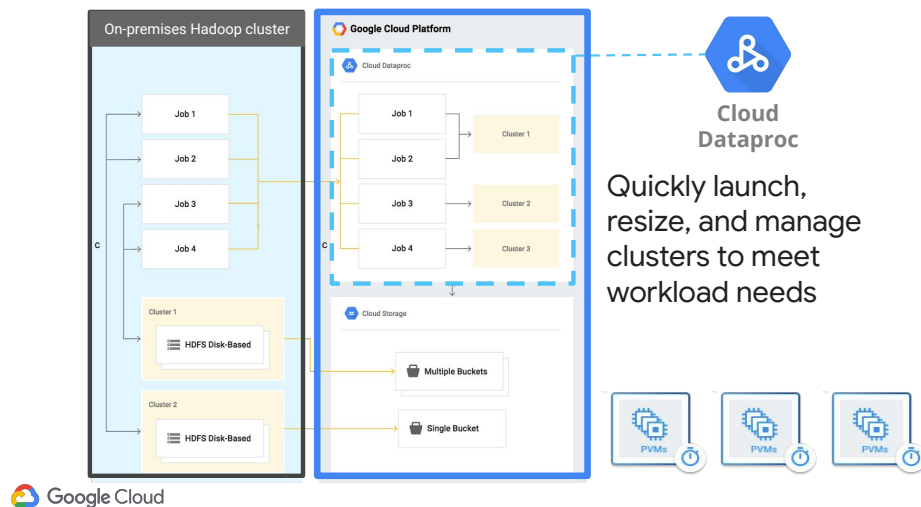 On-premises Hadoop cluster
Job 1
Job 2
Job 3
Job 4
C
Cluster 1
HDFS Disk-Based
Cluster 2
HDFS Disk-Based
Google Cloud Platform
Cloud Dataproc
Job 1
Job 2
Job 3
Job 4
C
Cluster 1
Cluster 2
Cluster 3
Cloud Storage
Multiple Buckets
Single Bucket
Cloud
Dataproc
Quickly launch,
resize, and manage
clusters to meet
workload needs
PVMs
PVMs
PVMs
Google Cloud